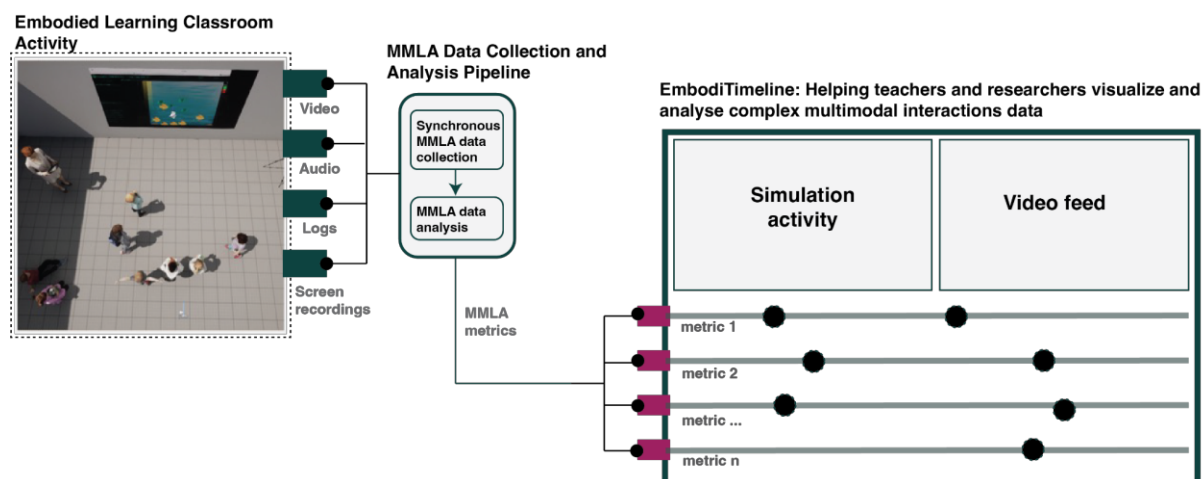 Embodied Learning Classroom
Activity
Video
Audio
Logs
Screen
recordings
MMLA Data Collection and
Analysis Pipeline
Synchronous
MMLA data
collection
MMLA data
analysis
MMLA
metrics
EmbodiTimeline: Helping teachers and researchers visualize and
analyse complex multimodal interactions data
Simulation
activity
Video feed
metric 1
metric 2
metric ...
metric n